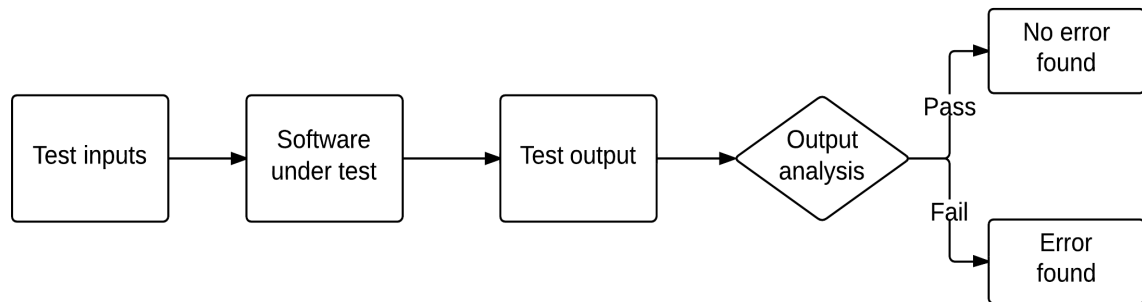 Test inputs
Software
under test
Test output
Output
analysis
Pass
No error
found
Fail
Error
found